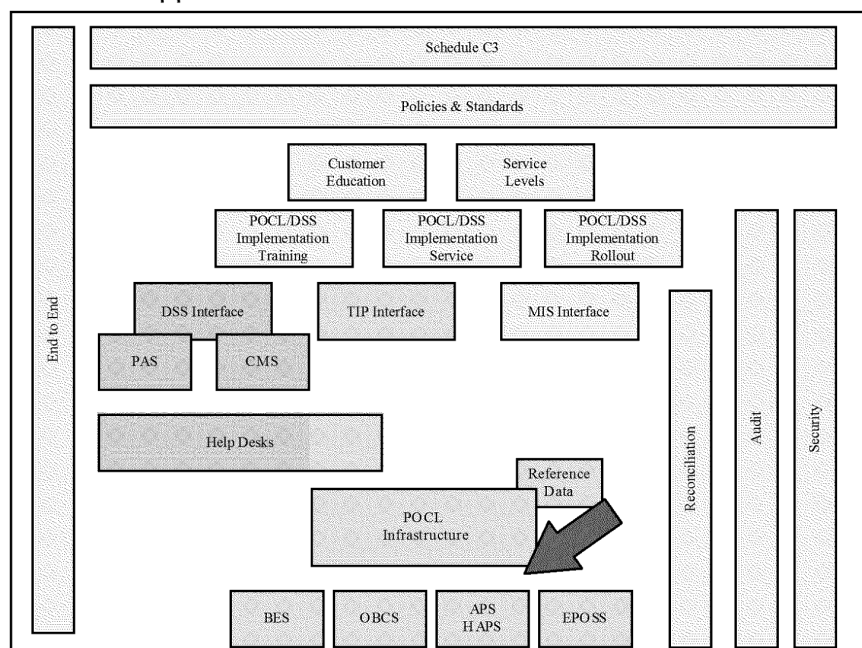 Schedule C3
Policies & Standards
Customer
Education
Service
Levels
POCL/DSS
Implementation
Training
POCL/DSS
Implementation
Service
POCL/DSS
Implementation
Rollout
End to End
DSS Interface
TIP Interface
MIS Interface
PAS
CMS
Reconciliation
Audit
Security
Help Desks
Reference
Data
POCL
Infrastructure
BES
OBCS
APS
HAPS
EPOSS